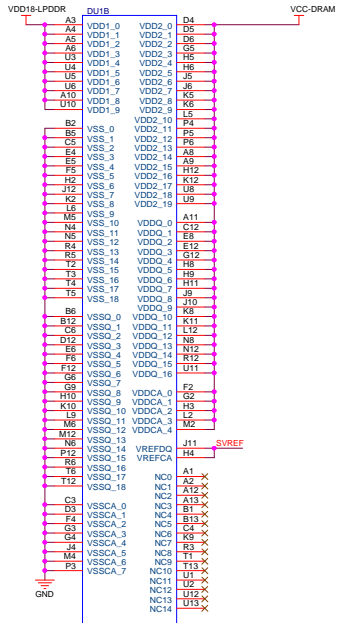 VDD18-LPDDR DU1B VCC-DRAM
A3 VDD1_0 VDD2_0 D4
A4 VDD1_1 VDD2_1 D5
A5 VDD1_2 VDD2_2 D6
A6 VDD1_3 VDD2_3 G5
U3 VDD1_4 VDD2_4 H5
U4 VDD1_5 VDD2_5 H6
U5 VDD1_6 VDD2_6 J5
U6 VDD1_7 VDD2_7 J6
A10 VDD1_8 VDD2_8 K5
U10 VDD1_9 VDD2_9 K6
VDD2_10 L5
B2 VSS_0 VDD2_11 P4
B5 VSS_1 VDD2_12 P5
C5 VSS_2 VDD2_13 P6
E4 VSS_3 VDD2_14 A8
E5 VSS_4 VDD2_15 A9
F5 VSS_5 VDD2_16 H12
H2 VSS_6 VDD2_17 K12
J12 VSS_7 VDD2_18 U8
K2 VSS_8 VDD2_19 U9
L6 VSS_9
M5 VSS_10 VDDQ_0 A11
N4 VSS_11 VDDQ_1 C12
N5 VSS_12 VDDQ_2 E8
R4 VSS_13 VDDQ_3 E12
R5 VSS_14 VDDQ_4 G12
T2 VSS_15 VDDQ_5 H8
T3 VSS_16 VDDQ_6 H9
T4 VSS_17 VDDQ_7 H11
T5 VSS_18 VDDQ_8 J9
VDDQ_9 J10
B6 VSSQ_0 VDDQ_10 K8
B12 VSSQ_1 VDDQ_11 K11
C6 VSSQ_2 VDDQ_12 L12
D12 VSSQ_3 VDDQ_13 N8
E6 VSSQ_4 VDDQ_14 N12
F6 VSSQ_5 VDDQ_15 R12
F12 VSSQ_6 VDDQ_16 U11
G6 VSSQ_7
G9 VSSQ_8 VDDCA_0 F2
H10 VSSQ_9 VDDCA_1 G2
K10 VSSQ_10 VDDCA_2 H3
L9 VSSQ_11 VDDCA_3 L2
M6 VSSQ_12 VDDCA_4 M2
M12 VSSQ_13
N6 VSSQ_14 VREFDQ J11 SVREF
P12 VSSQ_15 VREFCA H4
R6 VSSQ_16
T6 VSSQ_17 NC0 A1
T12 VSSQ_18 NC1 A2
NC2 A12
C3 VSSCA_0 NC3 A13
D3 VSSCA_1 NC4 B1
F4 VSSCA_2 NC5 B13
G3 VSSCA_3 NC6 C4
G4 VSSCA_4 NC7 K9
J4 VSSCA_5 NC8 R3
M4 VSSCA_6 NC9 T1
P3 VSSCA_7 NC10 T13
NC11 U1
GND NC12 U2
NC13 U12
NC14 U13